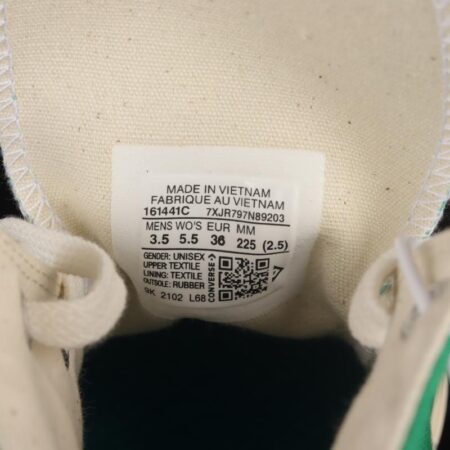 MADE IN VIETNAM
FABRIQUE AU VIETNAM
161441C 7XJR797N89203
MENS WO'S EUR MM
3.5 5.5 36 225 (2.5)
GENDER: UNISEX
UPPER: TEXTILE
LINING: TEXTILE
OUTSOLE: RUBBER
CONVERSE
SK 2102 L68